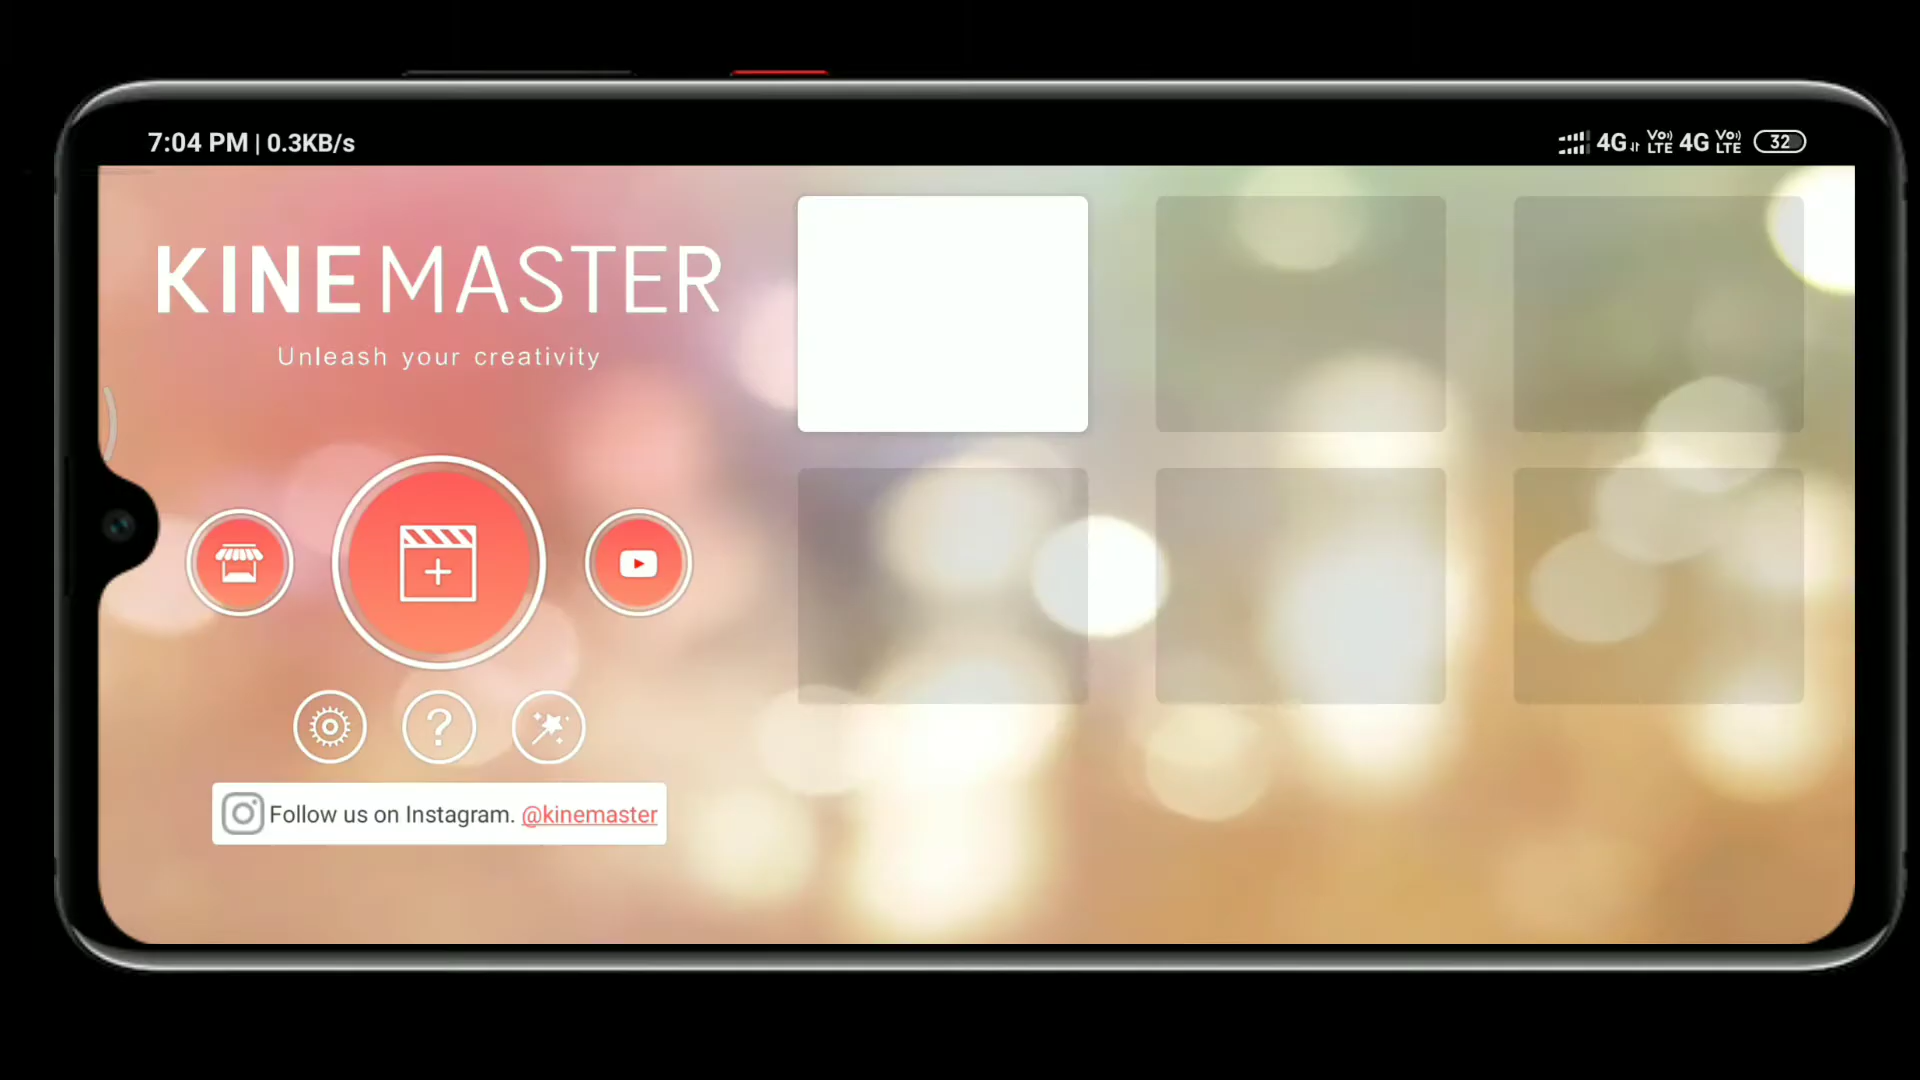 7:04 PM | 0.3KB/s
4G Vo) LTE 4G Vo) LTE 32
KINEMASTER
Unleash your creativity
?
Follow us on Instagram. @kinemaster